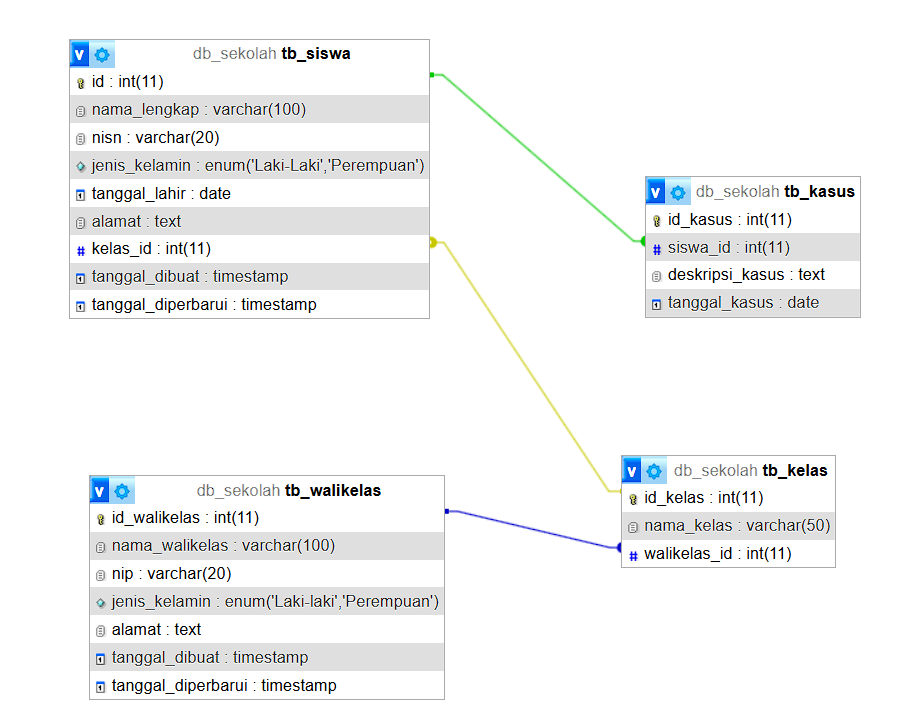 db_sekolah tb_siswa
id : int(11)
nama_lengkap : varchar(100)
nisn : varchar(20)
jenis_kelamin : enum('Laki-Laki','Perempuan')
tanggal_lahir : date
alamat : text
kelas_id : int(11)
tanggal_dibuat : timestamp
tanggal_diperbarui : timestamp
db_sekolah tb_kasus
id_kasus : int(11)
siswa_id : int(11)
deskripsi_kasus : text
tanggal_kasus : date
db_sekolah tb_walikelas
id_walikelas : int(11)
nama_walikelas : varchar(100)
nip : varchar(20)
jenis_kelamin : enum('Laki-laki','Perempuan')
alamat : text
tanggal_dibuat : timestamp
tanggal_diperbarui : timestamp
db_sekolah tb_kelas
id_kelas : int(11)
nama_kelas : varchar(50)
walikelas_id : int(11)